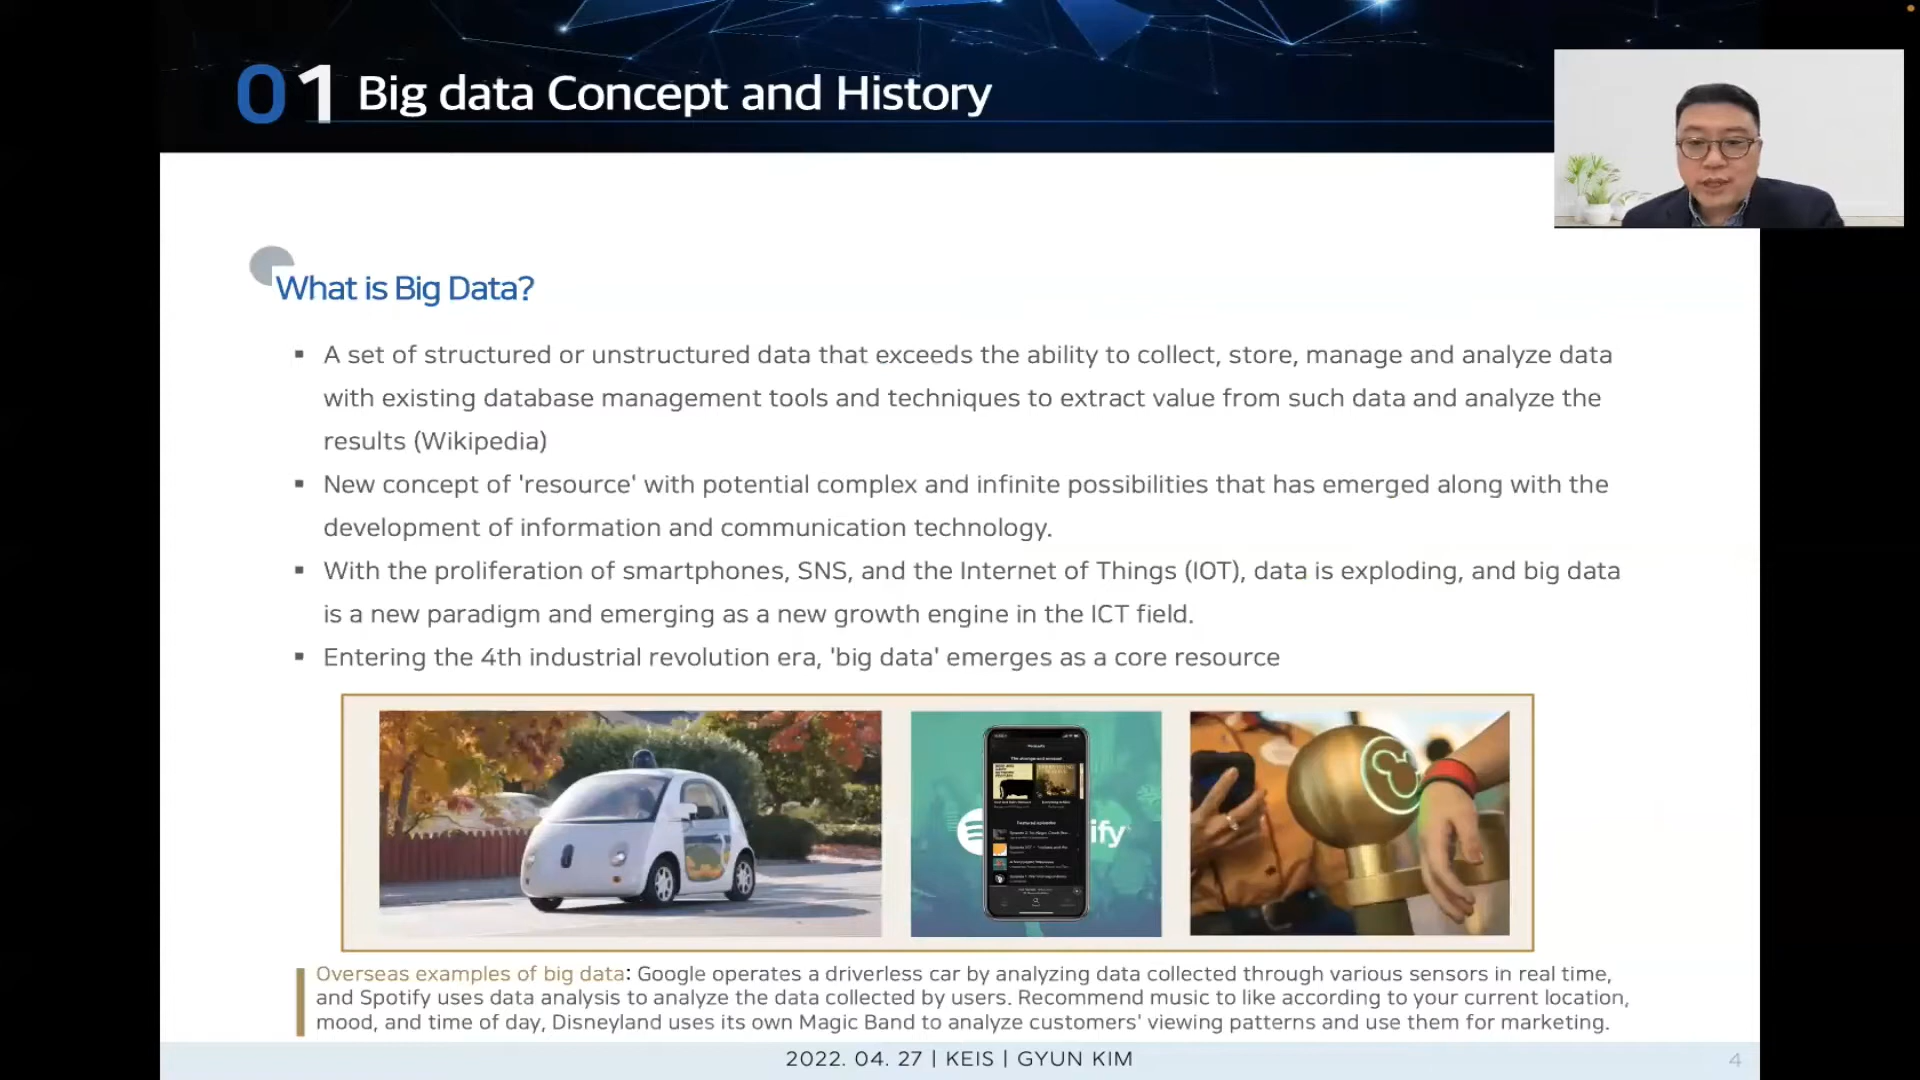 01 Big data Concept and History
What is Big Data?
▪ A set of structured or unstructured data that exceeds the ability to collect, store, manage and analyze data
with existing database management tools and techniques to extract value from such data and analyze the
results (Wikipedia)
▪ New concept of 'resource' with potential complex and infinite possibilities that has emerged along with the
development of information and communication technology.
▪ With the proliferation of smartphones, SNS, and the Internet of Things (IOT), data is exploding, and big data
is a new paradigm and emerging as a new growth engine in the ICT field.
▪ Entering the 4th industrial revolution era, 'big data' emerges as a core resource
ify
Overseas examples of big data: Google operates a driverless car by analyzing data collected through various sensors in real time,
and Spotify uses data analysis to analyze the data collected by users. Recommend music to like according to your current location,
mood, and time of day, Disneyland uses its own Magic Band to analyze customers' viewing patterns and use them for marketing.
2022. 04. 27 | KEIS | GYUN KIM
4